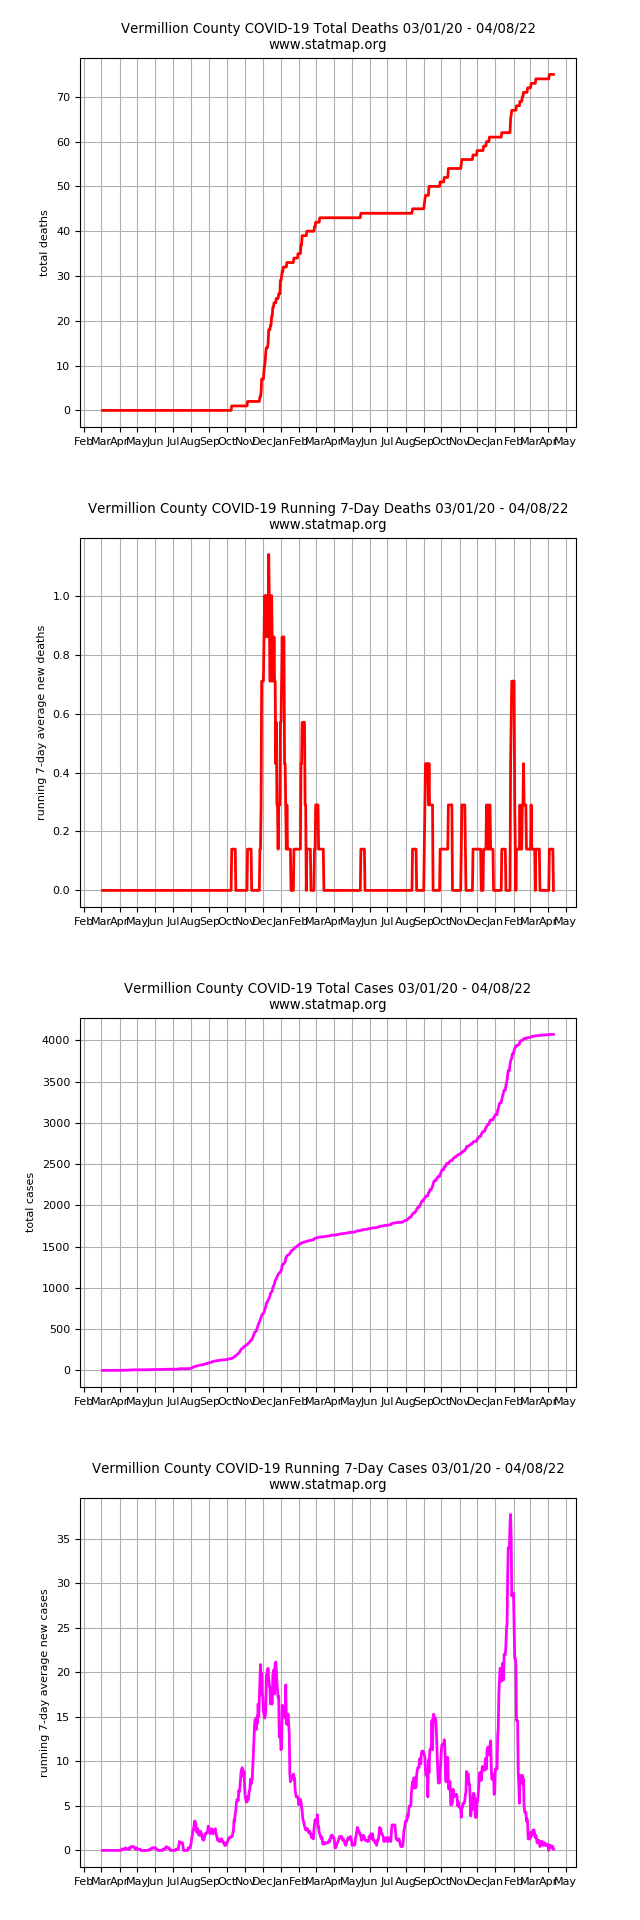 Vermillion County COVID-19 Total Deaths 03/01/20 - 04/08/22
www.statmap.org
70
60
50
40
30
20
10
0
total deaths
Feb Mar Apr May Jun Jul Aug Sep Oct Nov Dec Jan Feb Mar Apr May Jun Jul Aug Sep Oct Nov Dec Jan Feb Mar Apr May
Vermillion County COVID-19 Running 7-Day Deaths 03/01/20 - 04/08/22
www.statmap.org
1.0
0.8
0.6
0.4
0.2
0.0
running 7-day average new deaths
Feb Mar Apr May Jun Jul Aug Sep Oct Nov Dec Jan Feb Mar Apr May Jun Jul Aug Sep Oct Nov Dec Jan Feb Mar Apr May
Vermillion County COVID-19 Total Cases 03/01/20 - 04/08/22
www.statmap.org
4000
3500
3000
2500
2000
1500
1000
500
0
total cases
Feb Mar Apr May Jun Jul Aug Sep Oct Nov Dec Jan Feb Mar Apr May Jun Jul Aug Sep Oct Nov Dec Jan Feb Mar Apr May
Vermillion County COVID-19 Running 7-Day Cases 03/01/20 - 04/08/22
www.statmap.org
35
30
25
20
15
10
5
0
running 7-day average new cases
Feb Mar Apr May Jun Jul Aug Sep Oct Nov Dec Jan Feb Mar Apr May Jun Jul Aug Sep Oct Nov Dec Jan Feb Mar Apr May